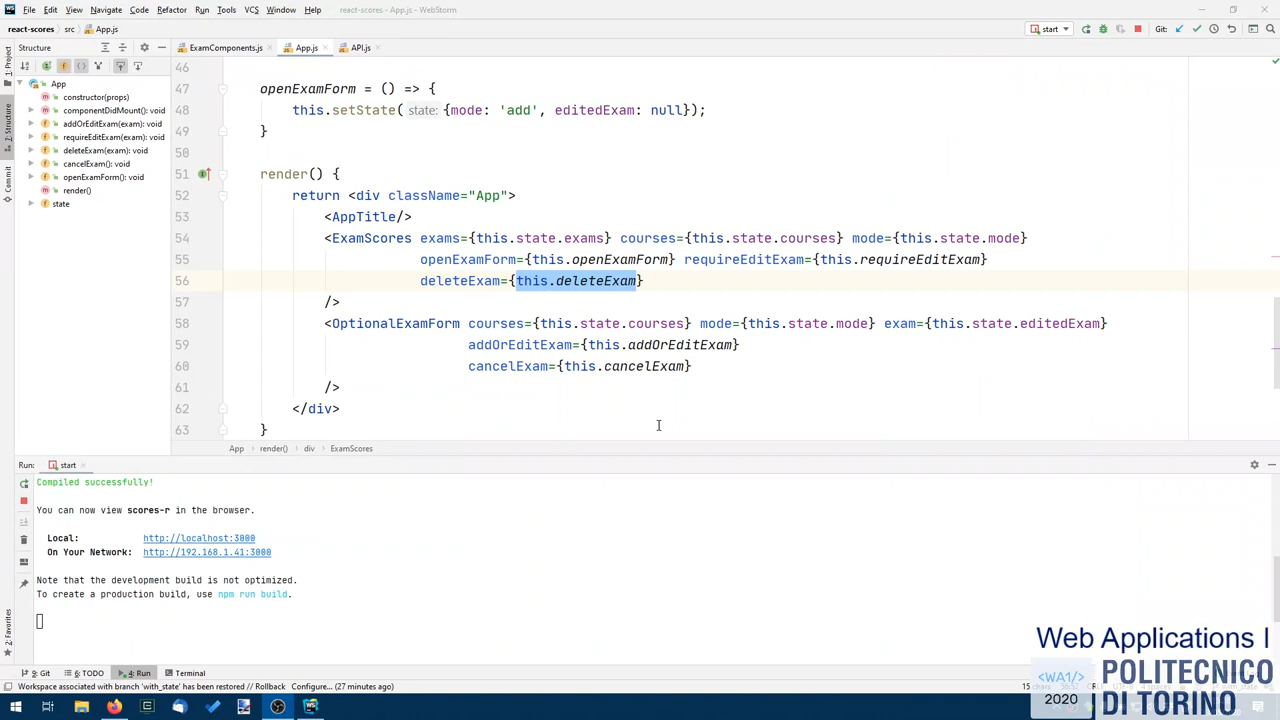 File Edit View Navigate Code Refactor Run Tools VCS Window Help react-scores - App.js - WebStorm
react-scores src App.js start Git:
Structure ExamComponents.js App.js API.js
1: Project
7: Structure
Commit
2: Favorites
App
constructor(props)
componentDidMount(): void
addOrEditExam(exam): void
requireEditExam(exam): void
deleteExam(exam): void
cancelExam(): void
openExamForm(): void
render()
state
46
47 openExamForm = () => {
48 this.setState( state: {mode: 'add', editedExam: null});
49 }
50
51 render() {
52 return <div className="App">
53 <AppTitle/>
54 <ExamScores exams={this.state.exams} courses={this.state.courses} mode={this.state.mode}
55 openExamForm={this.openExamForm} requireEditExam={this.requireEditExam}
56 deleteExam={this.deleteExam}
57 />
58 <OptionalExamForm courses={this.state.courses} mode={this.state.mode} exam={this.state.editedExam}
59 addOrEditExam={this.addOrEditExam}
60 cancelExam={this.cancelExam}
61 />
62 </div>
63 }
App render() div ExamScores
Run: start
Compiled successfully!
You can now view scores-r in the browser.
Local: http://localhost:3000
On Your Network: http://192.168.1.41:3000
Note that the development build is not optimized.
To create a production build, use npm run build.
9: Git 6: TODO 4: Run Terminal
Workspace associated with branch 'with_state' has been restored // Rollback Configure... (27 minutes ago)
Web Applications I
<WA1/>
2020
POLITECNICO
DI TORINO